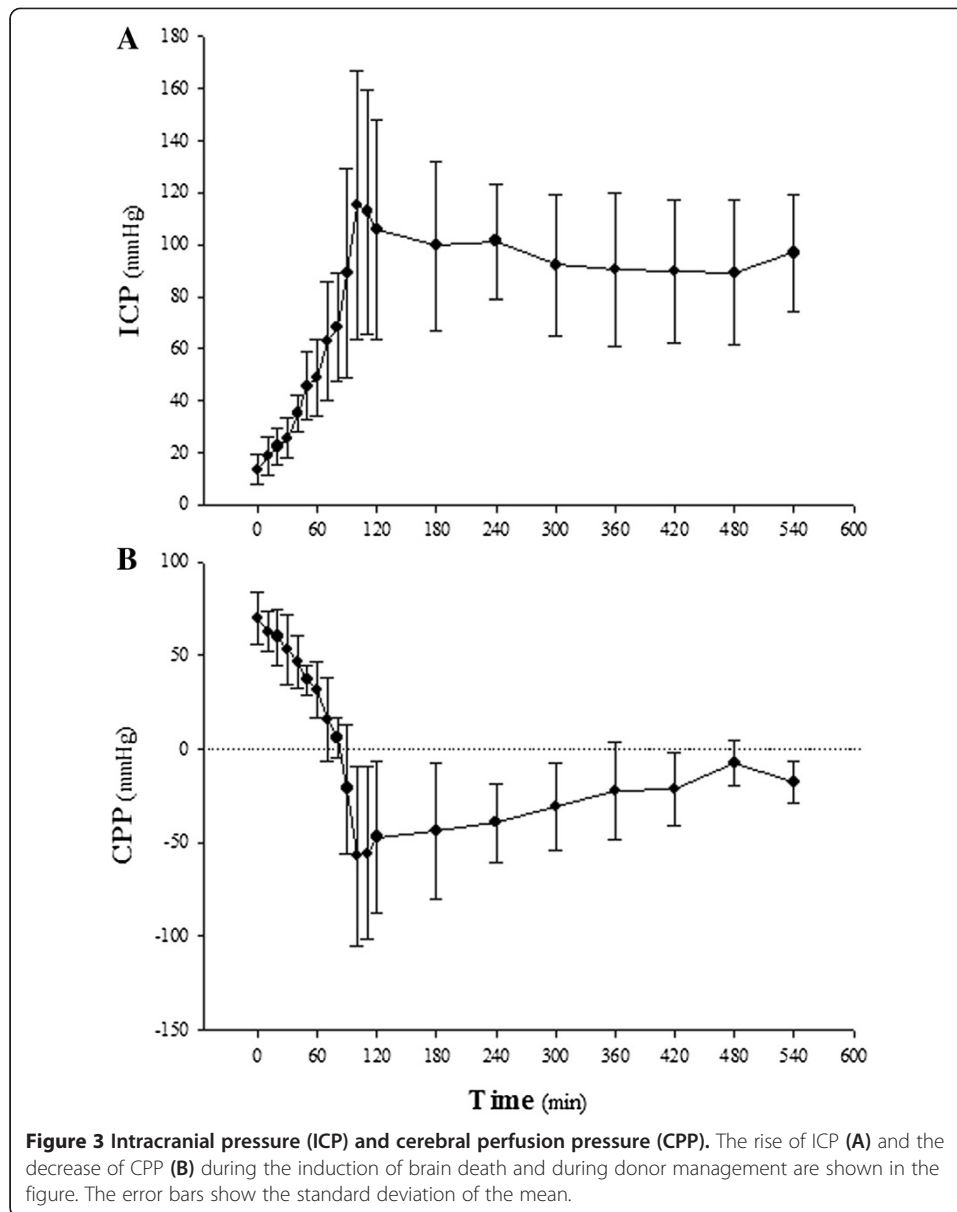 A
180
160
140
120
100
80
60
40
20
0
ICP (mmHg)
0 60 120 180 240 300 360 420 480 540 600
B
100
50
0
-50
-100
-150
CPP (mmHg)
0 60 120 180 240 300 360 420 480 540 600
Time (min)
Figure 3 Intracranial pressure (ICP) and cerebral perfusion pressure (CPP). The rise of ICP (A) and the
decrease of CPP (B) during the induction of brain death and during donor management are shown in the
figure. The error bars show the standard deviation of the mean.